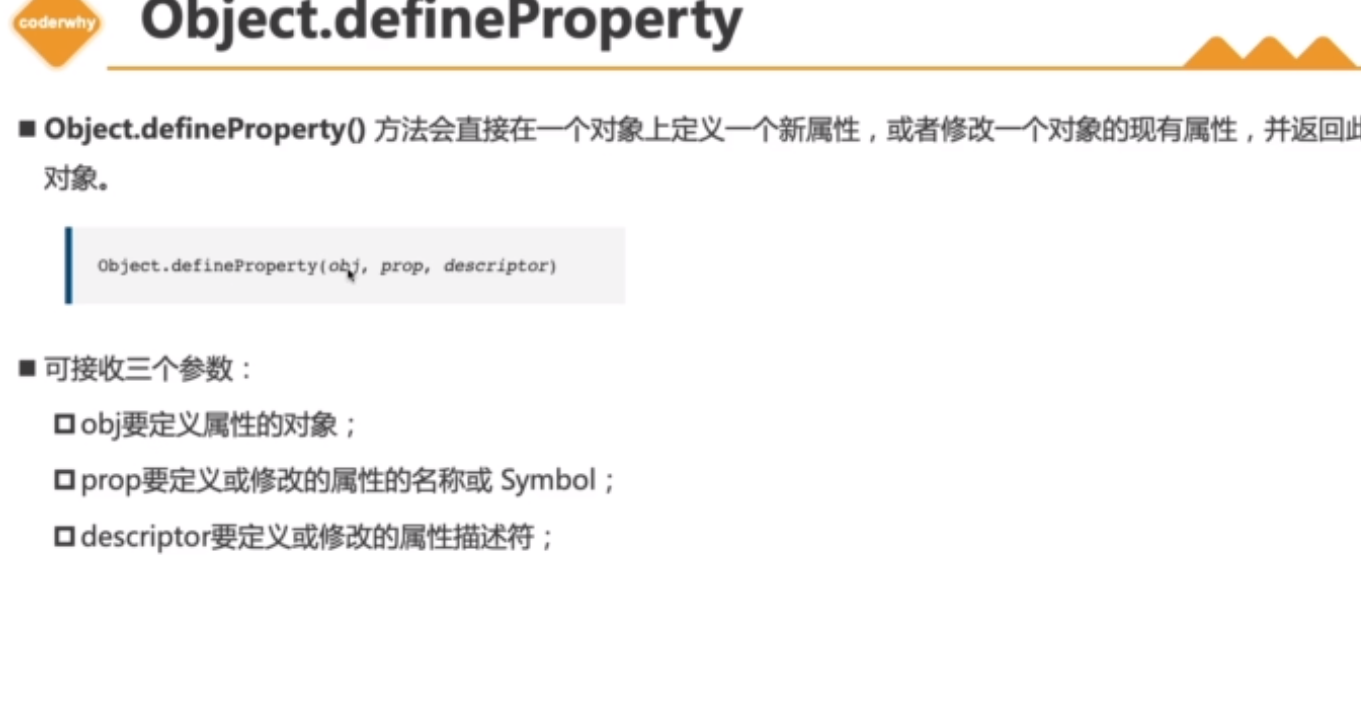 coderwhy
Object.defineProperty
Object.defineProperty() 方法会直接在一个对象上定义一个新属性，或者修改一个对象的现有属性，并返回此
对象。
Object.defineProperty(obj, prop, descriptor)
可接收三个参数：
obj要定义属性的对象；
prop要定义或修改的属性的名称或 Symbol；
descriptor要定义或修改的属性描述符；